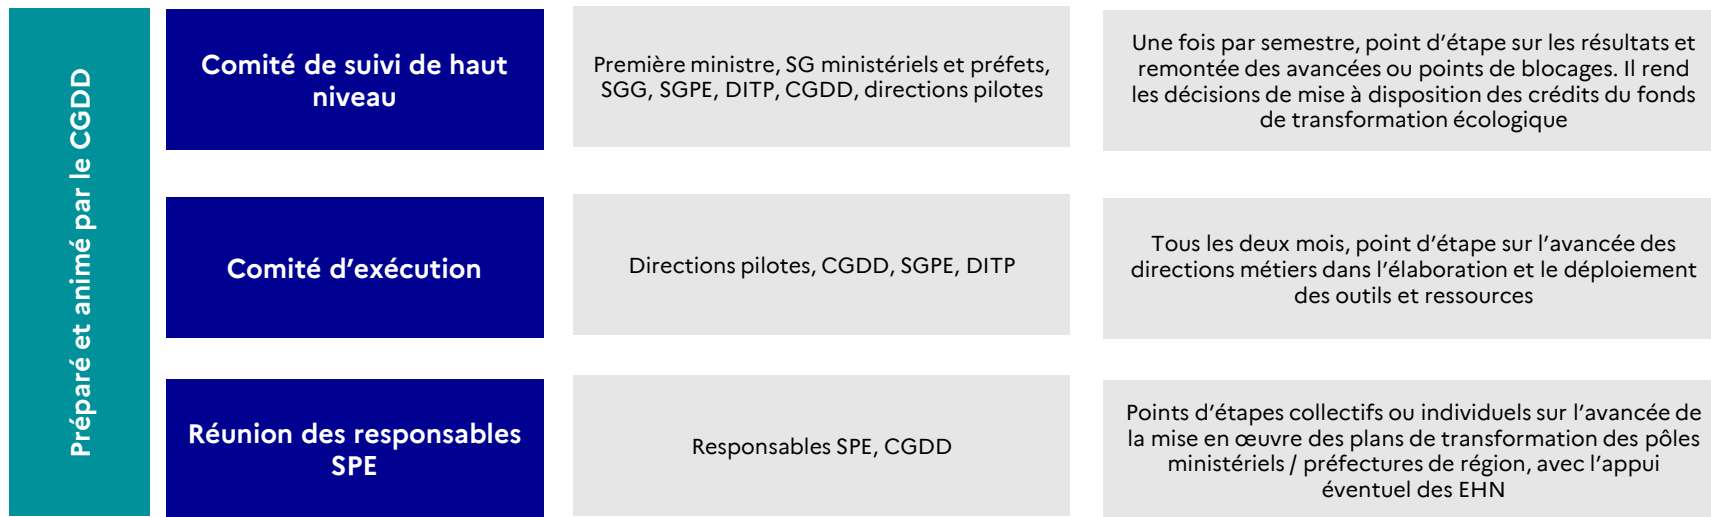 Préparé et animé par le CGDD
Comité de suivi de haut
niveau
Première ministre, SG ministériels et préfets,
SGG, SGPE, DITP, CGDD, directions pilotes
Une fois par semestre, point d’étape sur les résultats et
remontée des avancées ou points de blocages. Il rend
les décisions de mise à disposition des crédits du fonds
de transformation écologique
Comité d’exécution
Directions pilotes, CGDD, SGPE, DITP
Tous les deux mois, point d’étape sur l’avancée des
directions métiers dans l’élaboration et le déploiement
des outils et ressources
Réunion des responsables
SPE
Responsables SPE, CGDD
Points d’étapes collectifs ou individuels sur l’avancée de
la mise en œuvre des plans de transformation des pôles
ministériels / préfectures de région, avec l’appui
éventuel des EHN